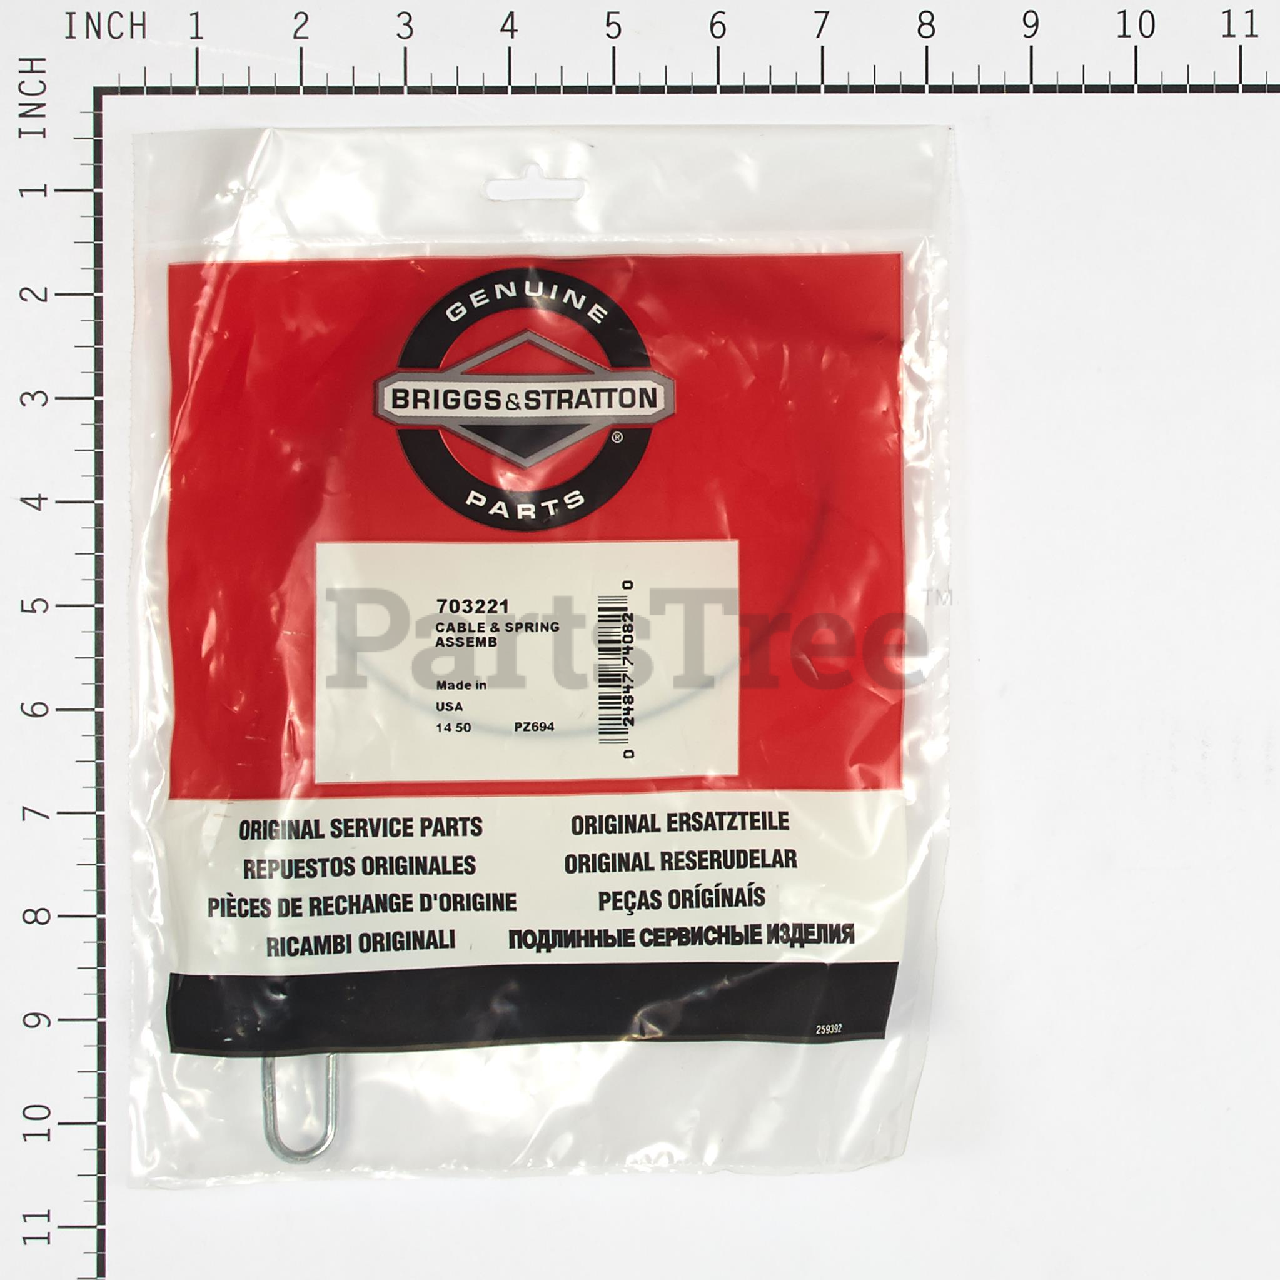 INCH 1 2 3 4 5 6 7 8 9 10 11
INCH 1 2 3 4 5 6 7 8 9 10 11
GENUINE
BRIGGS & STRATTON
®
PARTS
PartsTree™
703221
CABLE & SPRING
ASSEMB
Made in
USA
14 50 PZ694
0 24847 74082 0
ORIGINAL SERVICE PARTS ORIGINAL ERSATZTEILE
REPUESTOS ORIGINALES ORIGINAL RESERUDELAR
PIÈCES DE RECHANGE D'ORIGINE PEÇAS ORÍGÍNAÍS
RICAMBI ORIGINALI ПОДЛИННЫЕ СЕРВИСНЫЕ ИЗДЕЛИЯ
259392